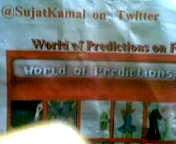 @SujatKamal on Twitter
World of Predictions on F
World of Predictions